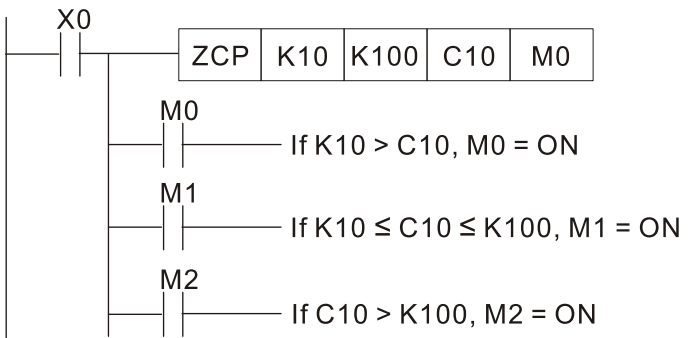 X0
ZCP K10 K100 C10 M0
M0
If K10 > C10, M0 = ON
M1
If K10 ≤ C10 ≤ K100, M1 = ON
M2
If C10 > K100, M2 = ON